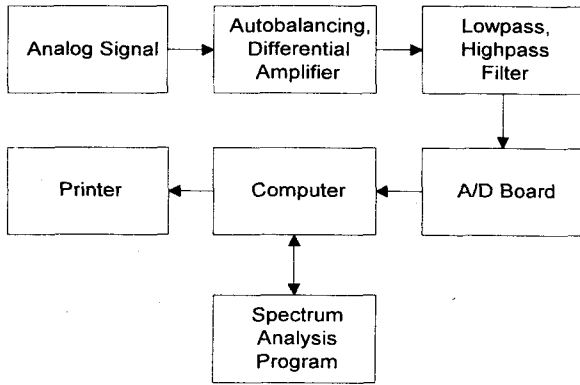 Analog Signal
Autobalancing,
Differential
Amplifier
Lowpass,
Highpass
Filter
Printer
Computer
A/D Board
Spectrum
Analysis
Program